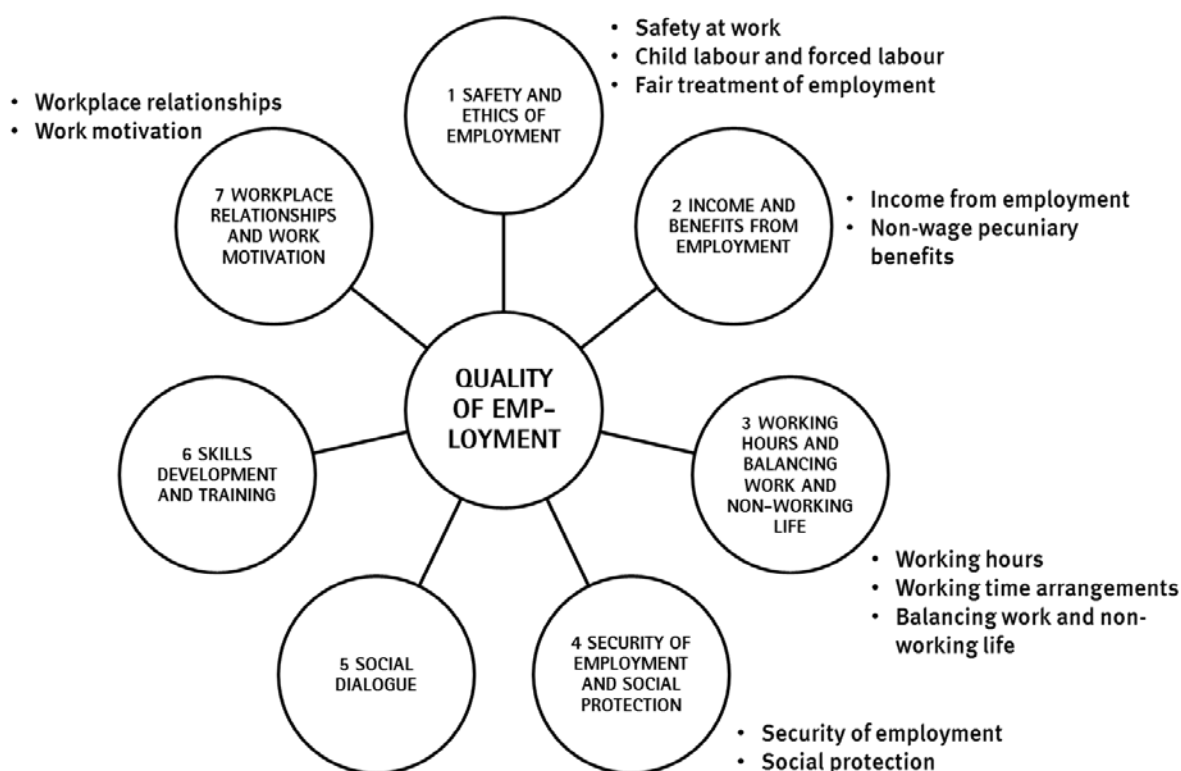 • Safety at work
• Child labour and forced labour
• Fair treatment of employment
1 SAFETY AND
ETHICS OF
EMPLOYMENT
• Workplace relationships
• Work motivation
7 WORKPLACE
RELATIONSHIPS
AND WORK
MOTIVATION
2 INCOME AND
BENEFITS FROM
EMPLOYMENT
• Income from employment
• Non-wage pecuniary
benefits
QUALITY
OF EMP-
LOYMENT
6 SKILLS
DEVELOPMENT
AND TRAINING
3 WORKING
HOURS AND
BALANCING
WORK AND
NON-WORKING
LIFE
• Working hours
• Working time arrangements
• Balancing work and non-
working life
5 SOCIAL
DIALOGUE
4 SECURITY OF
EMPLOYMENT
AND SOCIAL
PROTECTION
• Security of employment
• Social protection